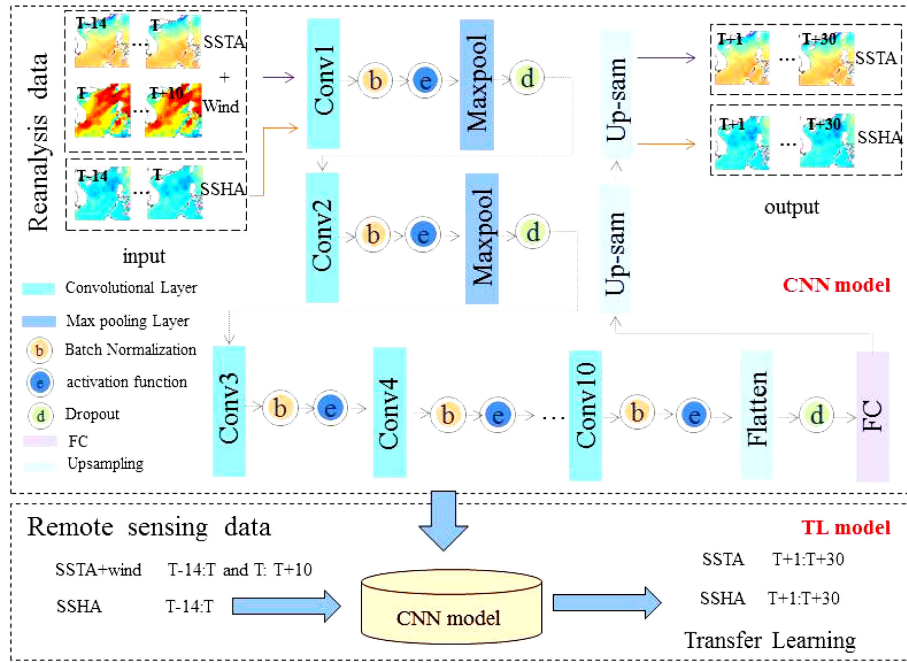 Reanalysis data
T-14 ... T SSTA
+
T ... T+10 Wind
T-14 ... T SSHA
input
Conv1 b e Maxpool d
Conv2 b e Maxpool d
Up-sam
Up-sam
T+1 ... T+30 SSTA
T+1 ... T+30 SSHA
output
CNN model
Convolutional Layer
Max pooling Layer
b Batch Normalization
e activation function
d Dropout
FC
Upsampling
Conv3 b e Conv4 b e ... Conv10 b e Flatten d FC
Remote sensing data
TL model
SSTA+wind T-14:T and T: T+10
SSHA T-14:T
CNN model
SSTA T+1:T+30
SSHA T+1:T+30
Transfer Learning